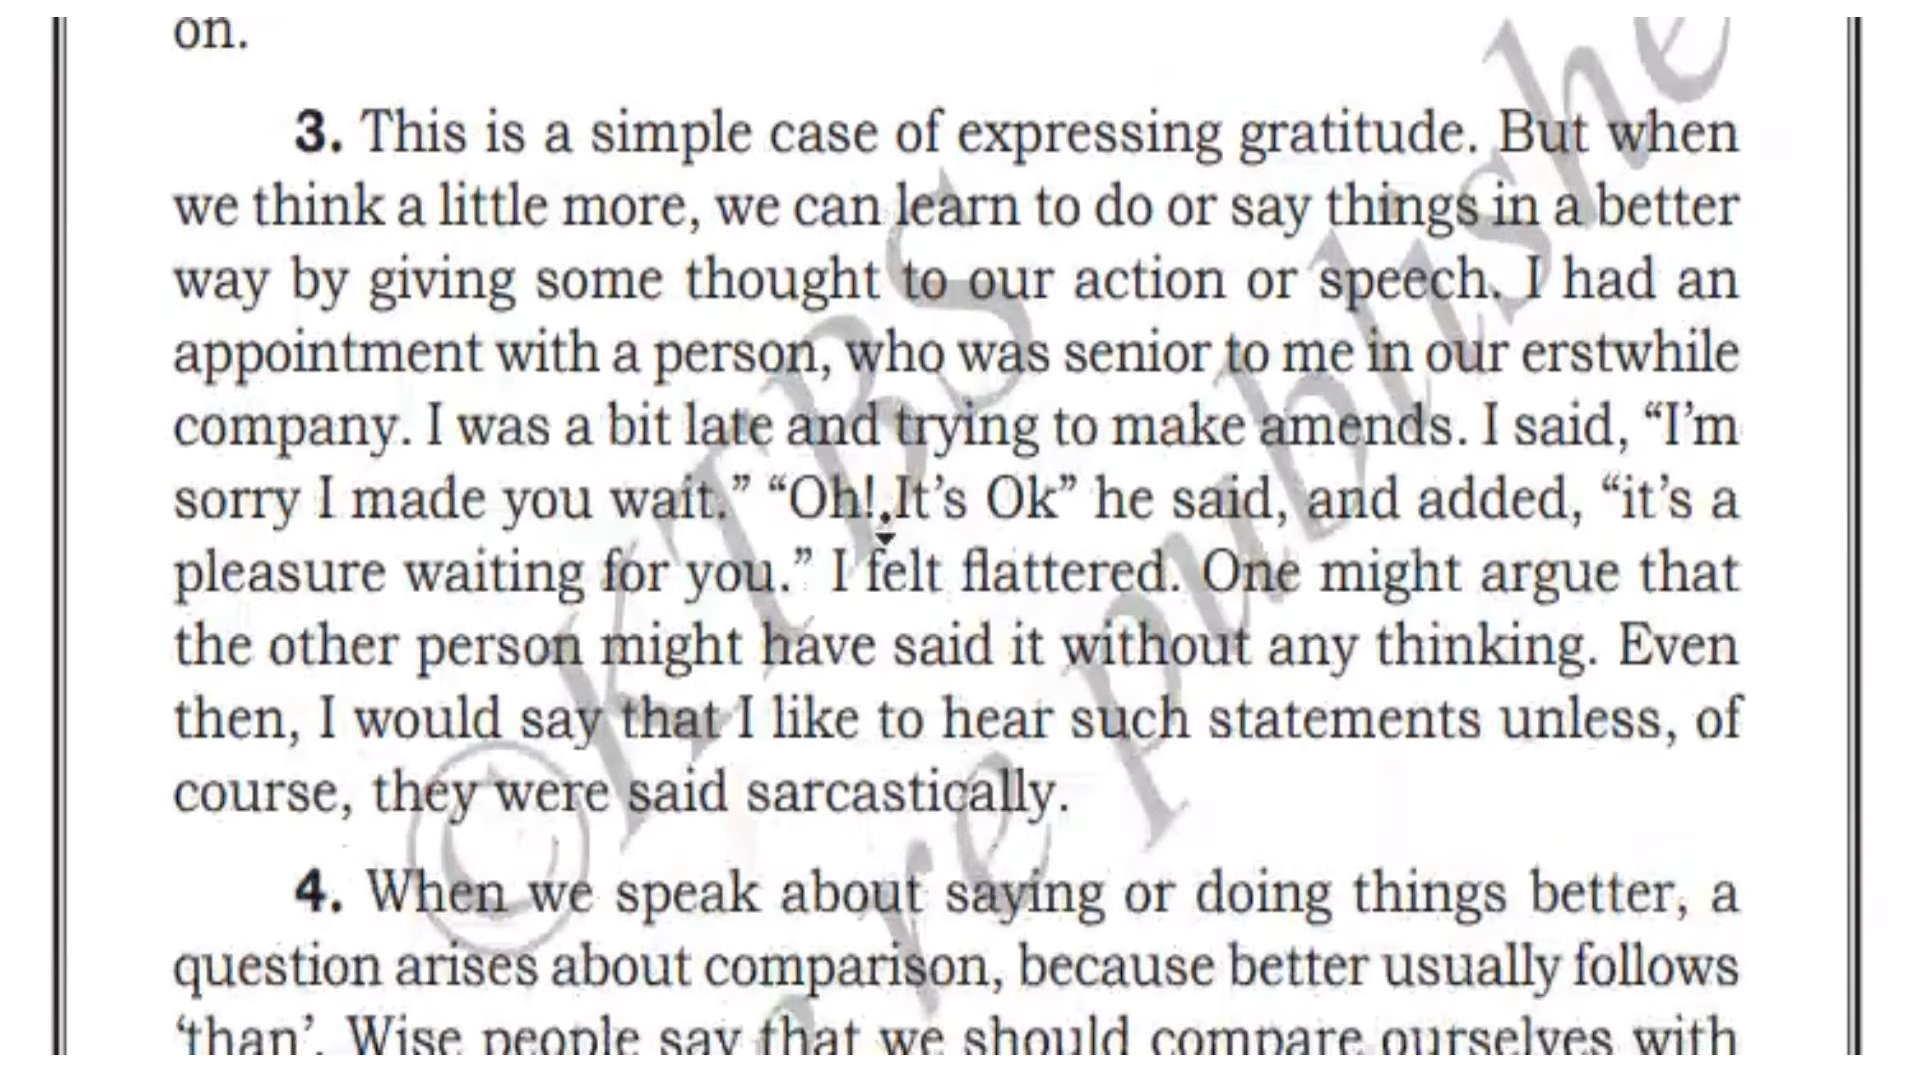 on.
3. This is a simple case of expressing gratitude. But when
we think a little more, we can learn to do or say things in a better
way by giving some thought to our action or speech. I had an
appointment with a person, who was senior to me in our erstwhile
company. I was a bit late and trying to make amends. I said, “I’m
sorry I made you wait.” “Oh! It’s Ok” he said, and added, “it’s a
pleasure waiting for you.” I felt flattered. One might argue that
the other person might have said it without any thinking. Even
then, I would say that I like to hear such statements unless, of
course, they were said sarcastically.
4. When we speak about saying or doing things better, a
question arises about comparison, because better usually follows
‘than’. Wise people say that we should compare ourselves with
©KTBS
re publishe